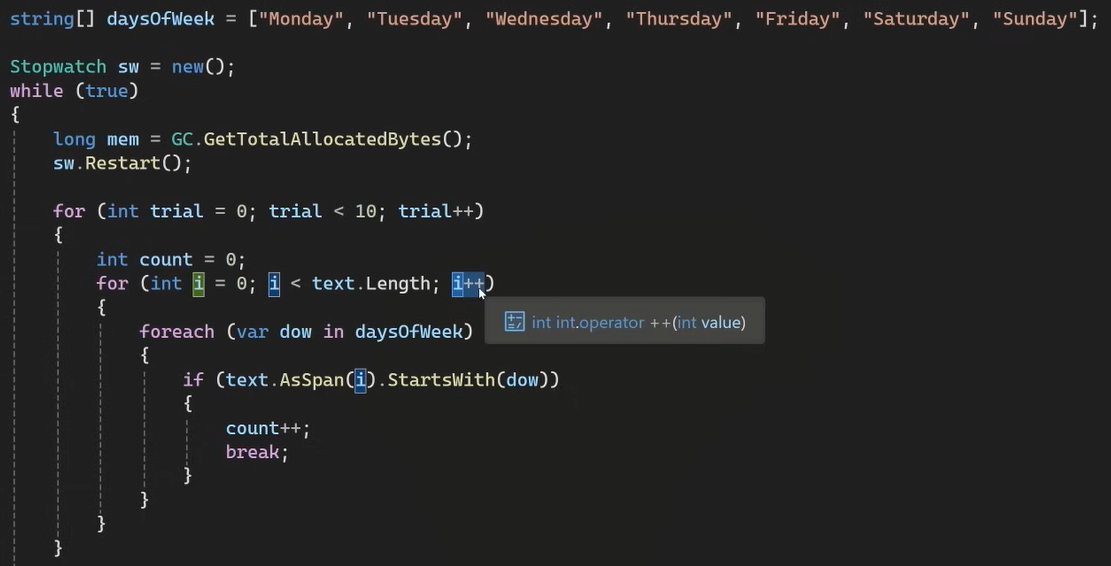 string[] daysOfWeek = ["Monday", "Tuesday", "Wednesday", "Thursday", "Friday", "Saturday", "Sunday"];
Stopwatch sw = new();
while (true)
{
long mem = GC.GetTotalAllocatedBytes();
sw.Restart();
for (int trial = 0; trial < 10; trial++)
{
int count = 0;
for (int i = 0; i < text.Length; i++)
{
int int.operator ++(int value)
foreach (var dow in daysOfWeek)
{
if (text.AsSpan(i).StartsWith(dow))
{
count++;
break;
}
}
}
}